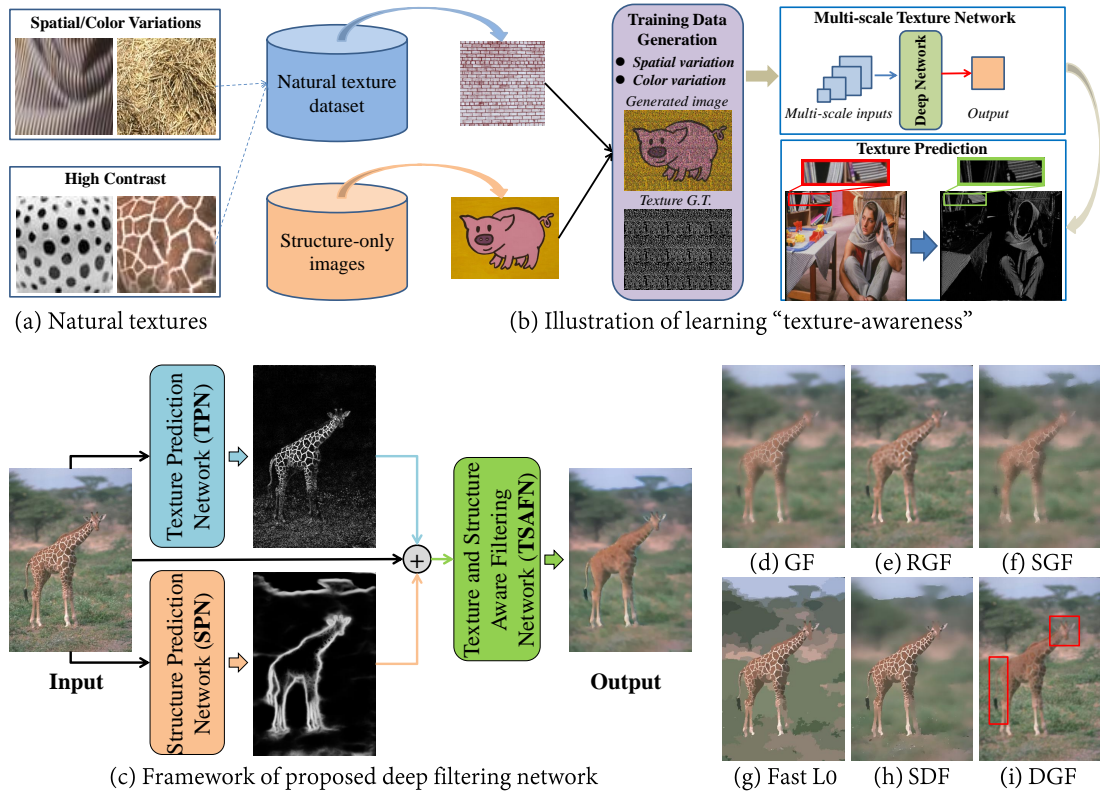 Spatial/Color Variations
High Contrast
(a) Natural textures
Natural texture
dataset
Structure-only
images
Training Data
Generation
● Spatial variation
● Color variation
Generated image
Texture G.T.
Multi-scale Texture Network
Multi-scale inputs
Deep Network
Output
Texture Prediction
(b) Illustration of learning “texture-awareness”
Input
Texture Prediction
Network (TPN)
Structure Prediction
Network (SPN)
+
Texture and Structure
Aware Filtering
Network (TSAFN)
Output
(c) Framework of proposed deep filtering network
(d) GF
(e) RGF
(f) SGF
(g) Fast L0
(h) SDF
(i) DGF